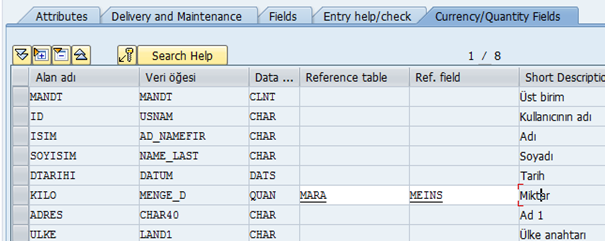 Attributes Delivery and Maintenance Fields Entry help/check Currency/Quantity Fields
Search Help 1 / 8
Alan adı Veri öğesi Data ... Reference table Ref. field Short Descriptio
MANDT MANDT CLNT Üst birim
ID USNAM CHAR Kullanıcının adı
ISIM AD_NAMEFIR CHAR Adı
SOYISIM NAME_LAST CHAR Soyadı
DTARIHI DATUM DATS Tarih
KILO MENGE_D QUAN MARA MEINS Miktar
ADRES CHAR40 CHAR Ad 1
ULKE LAND1 CHAR Ülke anahtarı